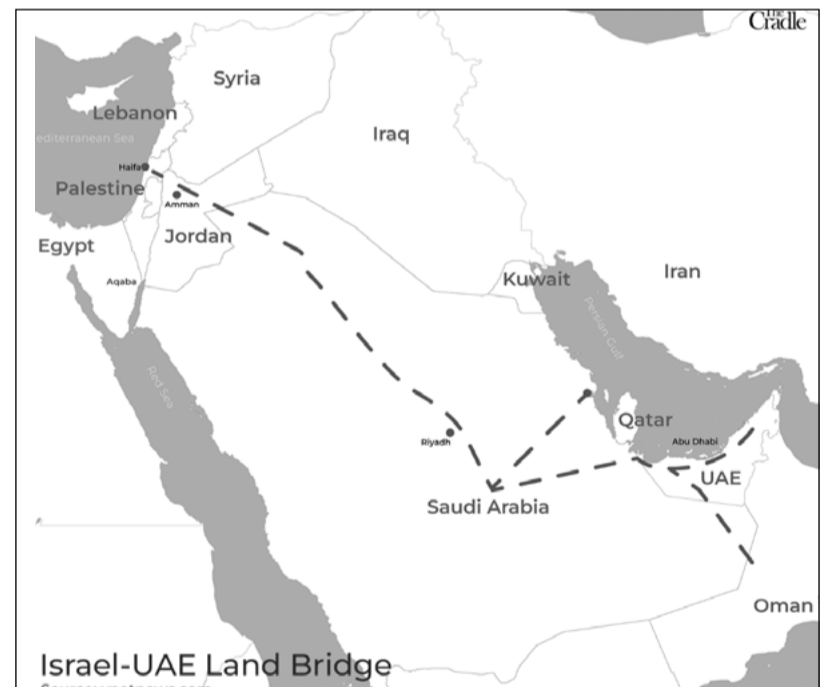 The
Cradle
Syria
Lebanon
Iraq
editerranean Sea
Haifa
Palestine
Amman
Egypt
Jordan
Aqaba
Kuwait
Iran
Persian Gulf
Red Sea
Qatar
Riyadh
Abu Dhabi
UAE
Saudi Arabia
Oman
Israel-UAE Land Bridge